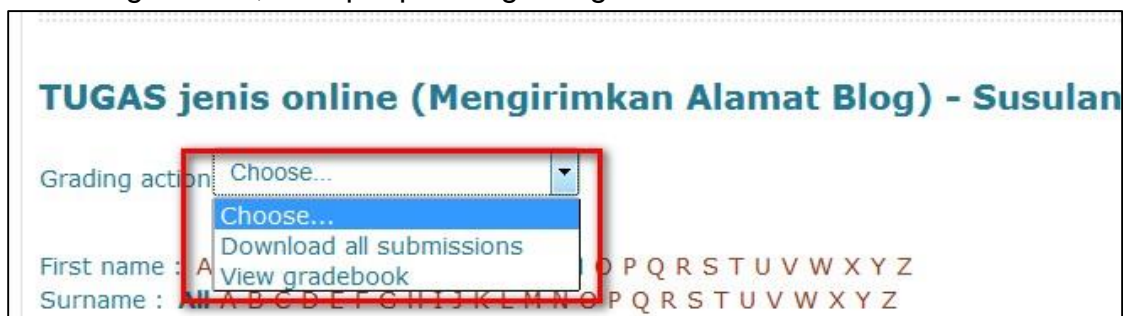 TUGAS jenis online (Mengirimkan Alamat Blog) - Susulan
Grading action Choose...
Choose...
Download all submissions
View gradebook
First name : A O P Q R S T U V W X Y Z
Surname : All A B C D E F G H I J K L M N O P Q R S T U V W X Y Z